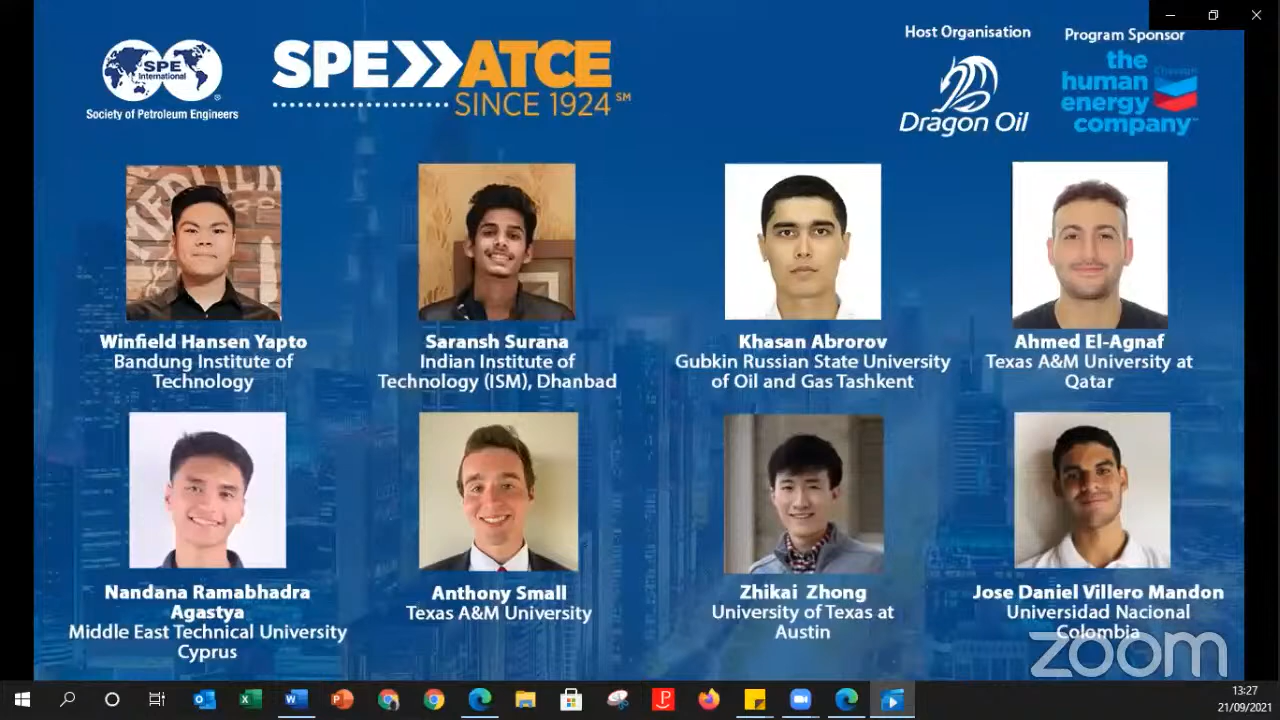 SPE
International
Society of Petroleum Engineers
SPE ATCE
SINCE 1924 SM
Host Organisation
Dragon Oil
Program Sponsor
Chevron
the
human
energy
company™
MEDITER
Winfield Hansen Yapto
Bandung Institute of
Technology
Saransh Surana
Indian Institute of
Technology (ISM), Dhanbad
Khasan Abrorov
Gubkin Russian State University
of Oil and Gas Tashkent
Ahmed El-Agnaf
Texas A&M University at
Qatar
Nandana Ramabhadra
Agastya
Middle East Technical University
Cyprus
Anthony Small
Texas A&M University
Zhikai Zhong
University of Texas at
Austin
Jose Daniel Villero Mandon
Universidad Nacional
Colombia
zoom
13:27
21/09/2021